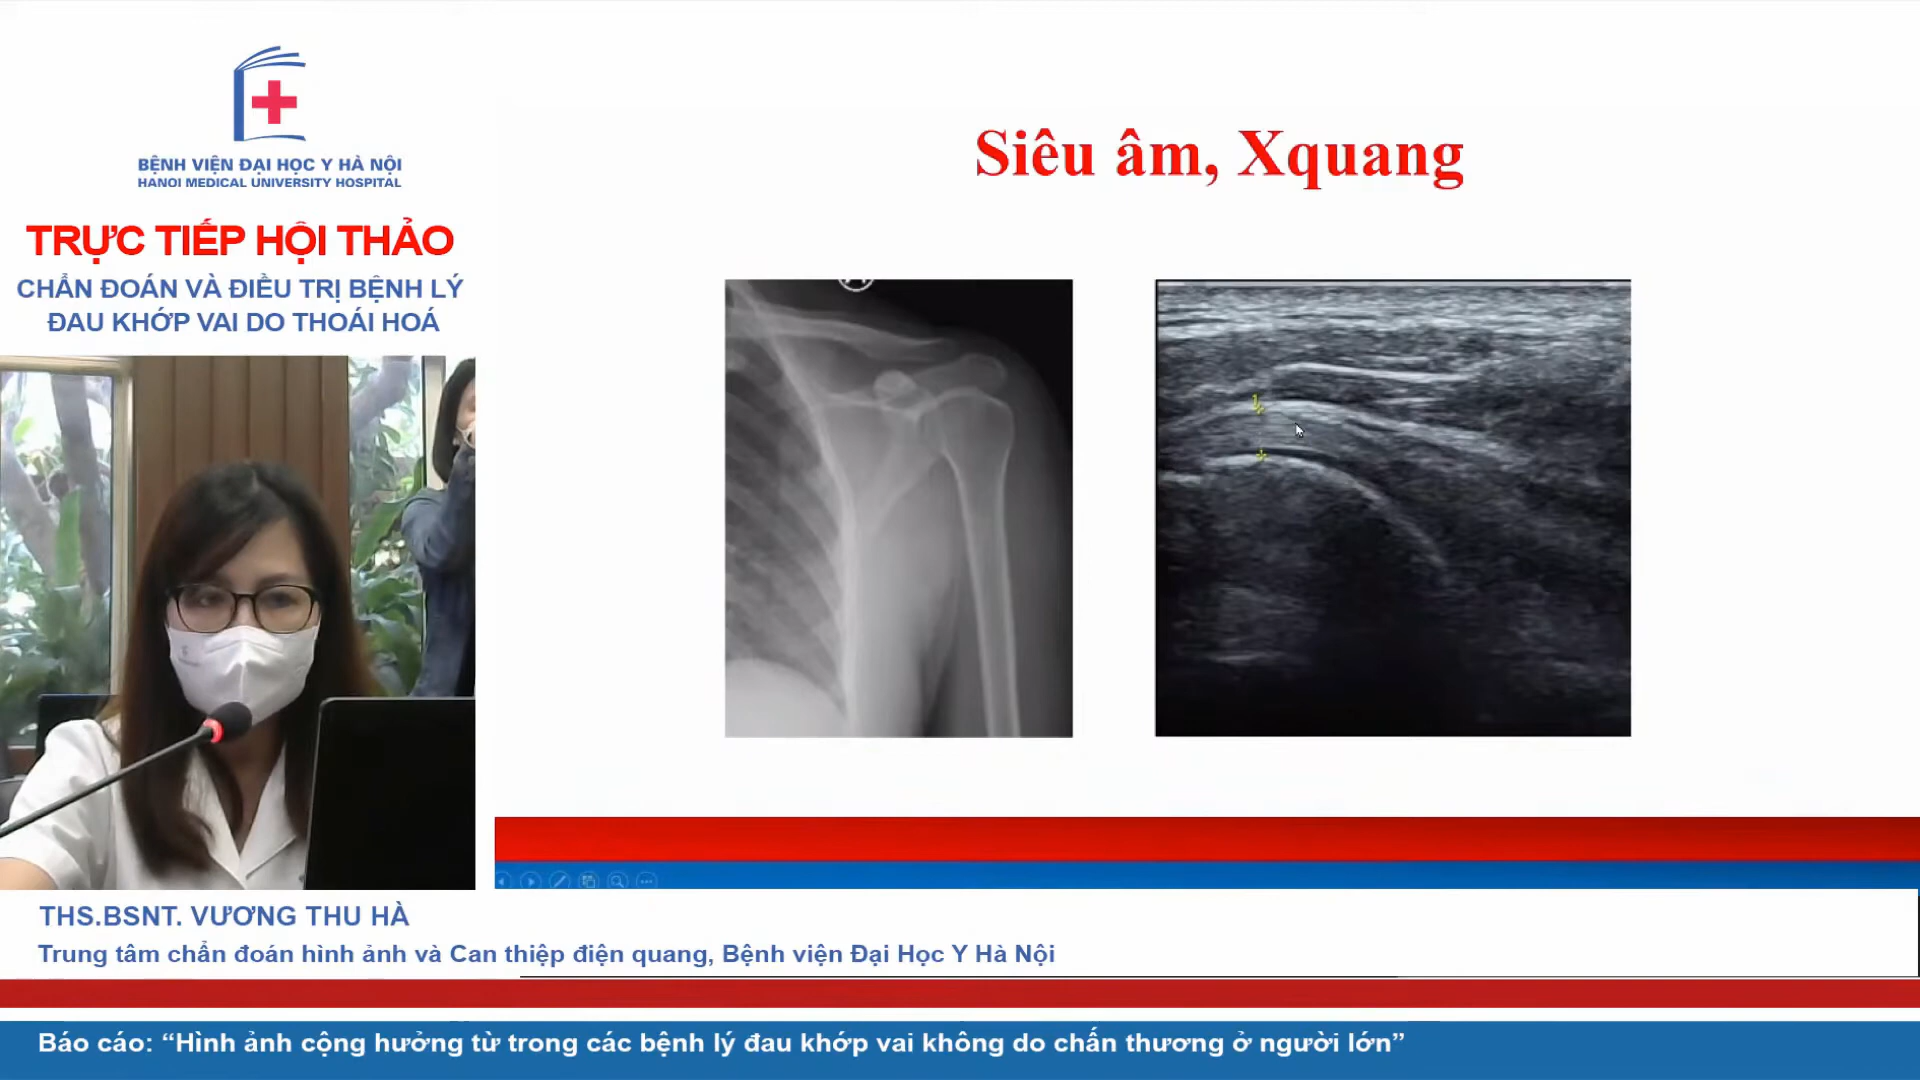 BỆNH VIỆN ĐẠI HỌC Y HÀ NỘI
HANOI MEDICAL UNIVERSITY HOSPITAL
TRỰC TIẾP HỘI THẢO
CHẨN ĐOÁN VÀ ĐIỀU TRỊ BỆNH LÝ
ĐAU KHỚP VAI DO THOÁI HOÁ
Siêu âm, Xquang
1
THS.BSNT. VƯƠNG THU HÀ
Trung tâm chẩn đoán hình ảnh và Can thiệp điện quang, Bệnh viện Đại Học Y Hà Nội
Báo cáo: “Hình ảnh cộng hưởng từ trong các bệnh lý đau khớp vai không do chấn thương ở người lớn”